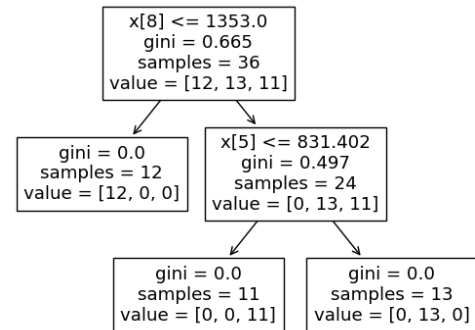 x[8] <= 1353.0
gini = 0.665
samples = 36
value = [12, 13, 11]
gini = 0.0
samples = 12
value = [12, 0, 0]
x[5] <= 831.402
gini = 0.497
samples = 24
value = [0, 13, 11]
gini = 0.0
samples = 11
value = [0, 0, 11]
gini = 0.0
samples = 13
value = [0, 13, 0]